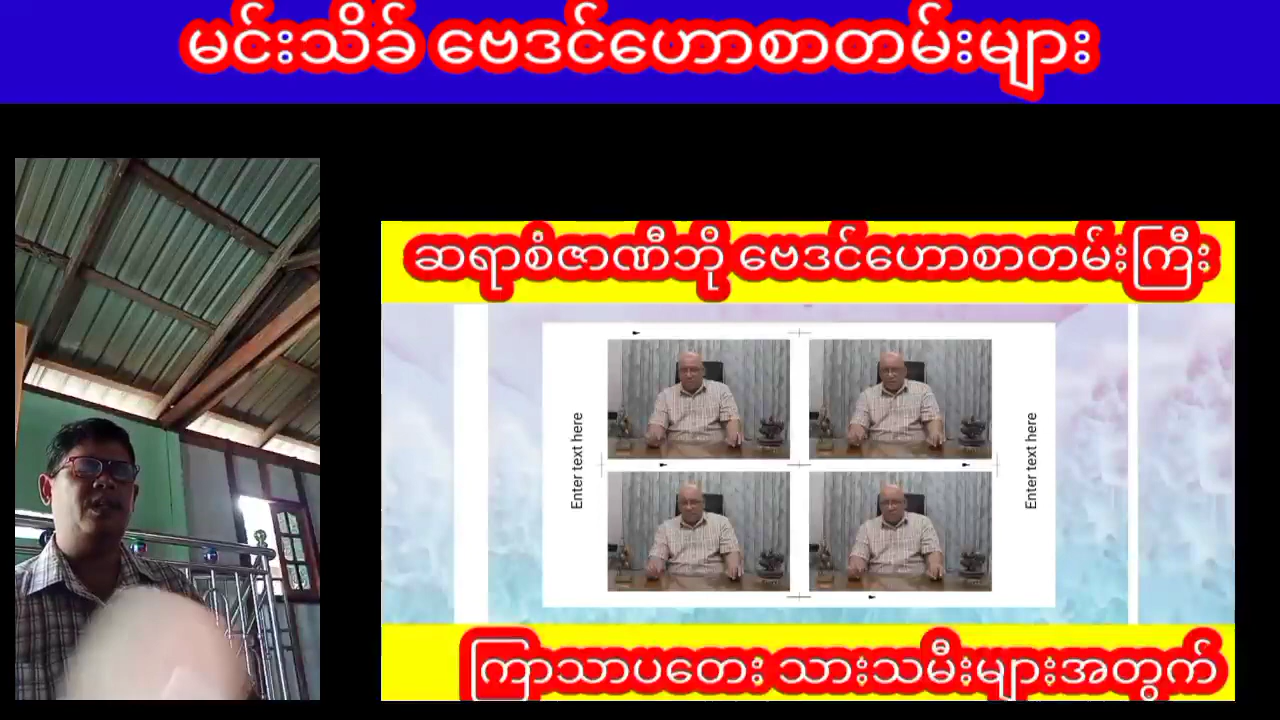 မင်းသိခ် ဗေဒင်ဟောစာတမ်းများ
ဆရာစံဇာဏီဘို ဗေဒင်ဟောစာတမ်းကြီး
Enter text here
Enter text here
ကြာသာပတေး သားသမီးများအတွက်